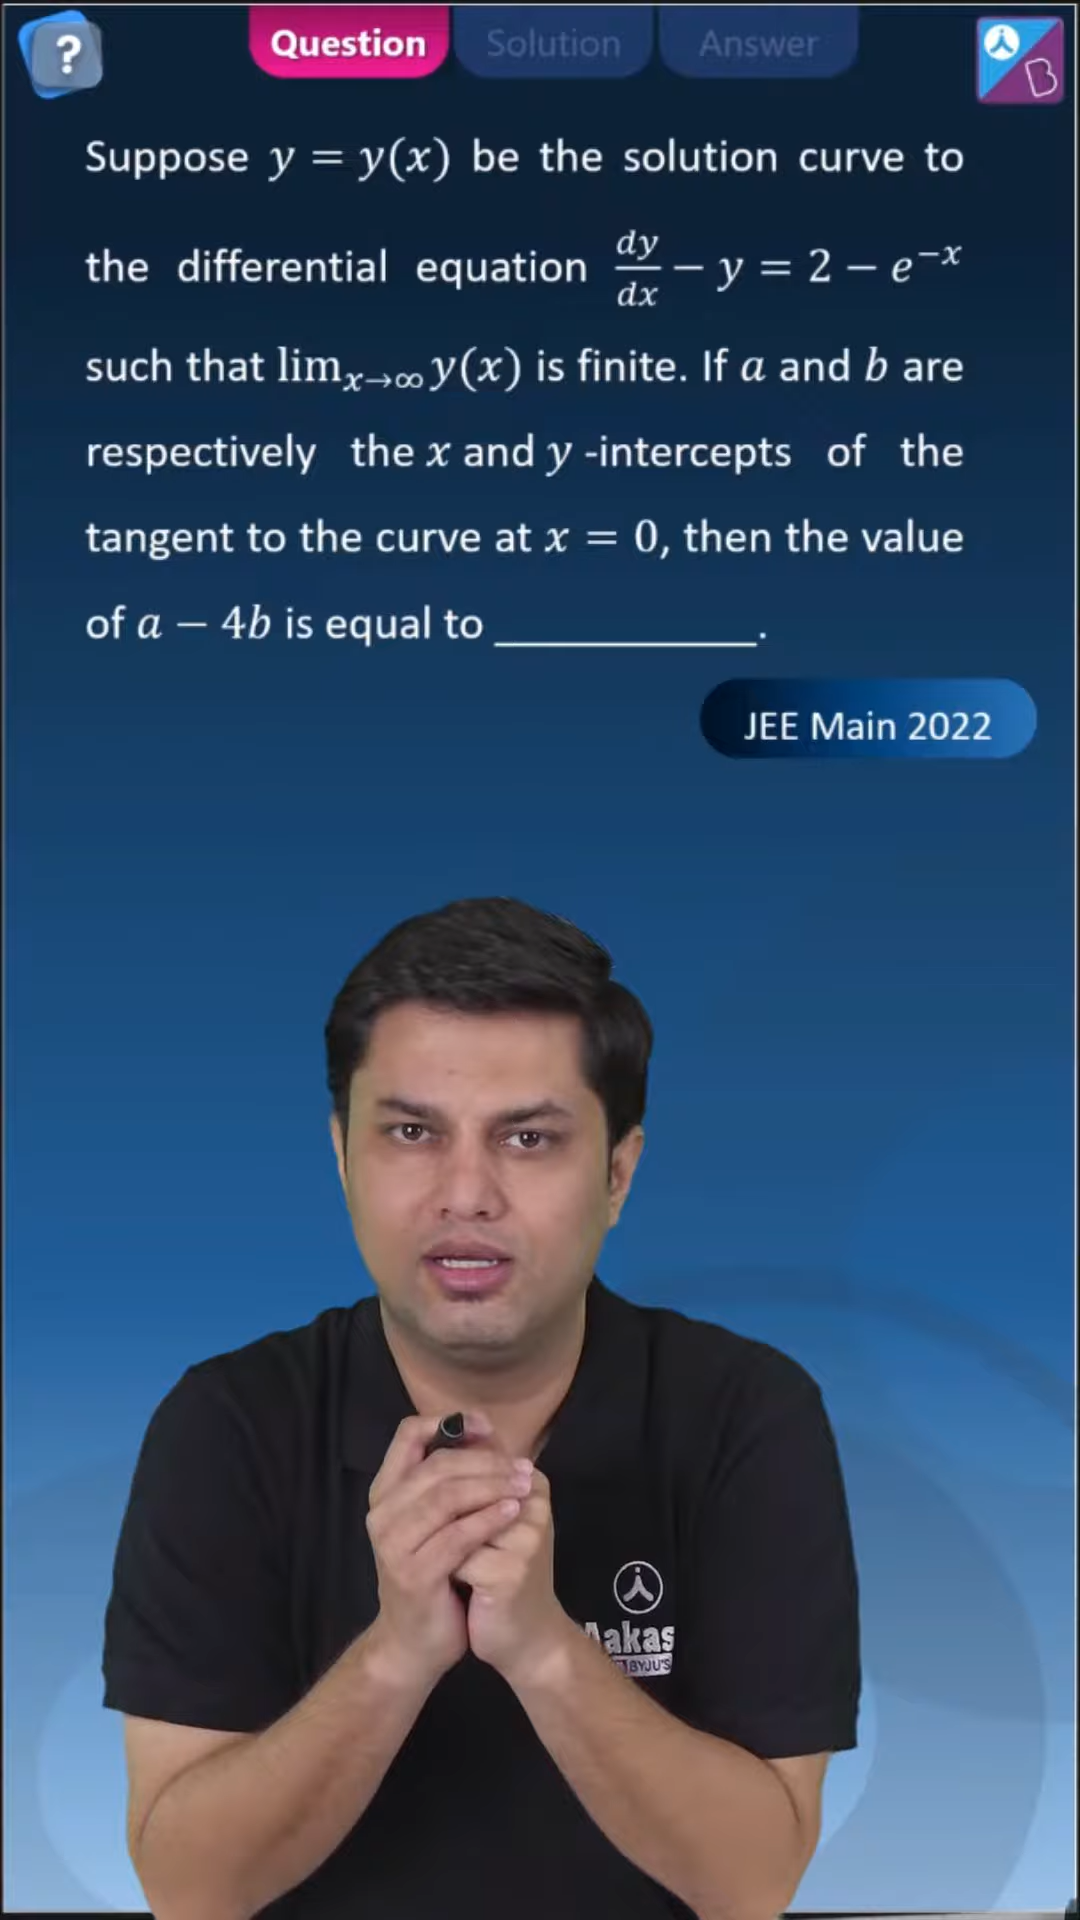 ?
Question Solution Answer
B
Suppose y = y(x) be the solution curve to
the differential equation dy/dx − y = 2 − e^{−x}
such that lim_{x→∞} y(x) is finite. If a and b are
respectively the x and y -intercepts of the
tangent to the curve at x = 0, then the value
of a − 4b is equal to ____________.
JEE Main 2022
Aakas
BYJU'S